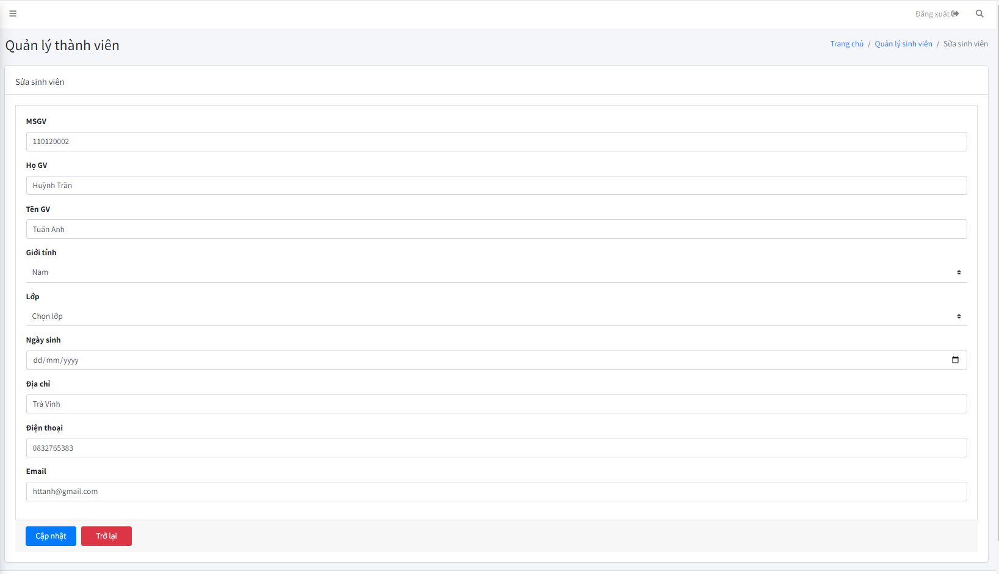 Đăng xuất
Quản lý thành viên
Trang chủ / Quản lý sinh viên / Sửa sinh viên
Sửa sinh viên
MSGV
110120002
Họ GV
Huỳnh Trần
Tên GV
Tuấn Anh
Giới tính
Nam
Lớp
Chọn lớp
Ngày sinh
dd/mm/yyyy
Địa chỉ
Trà Vinh
Điện thoại
0832765383
Email
httanh@gmail.com
Cập nhật Trở lại